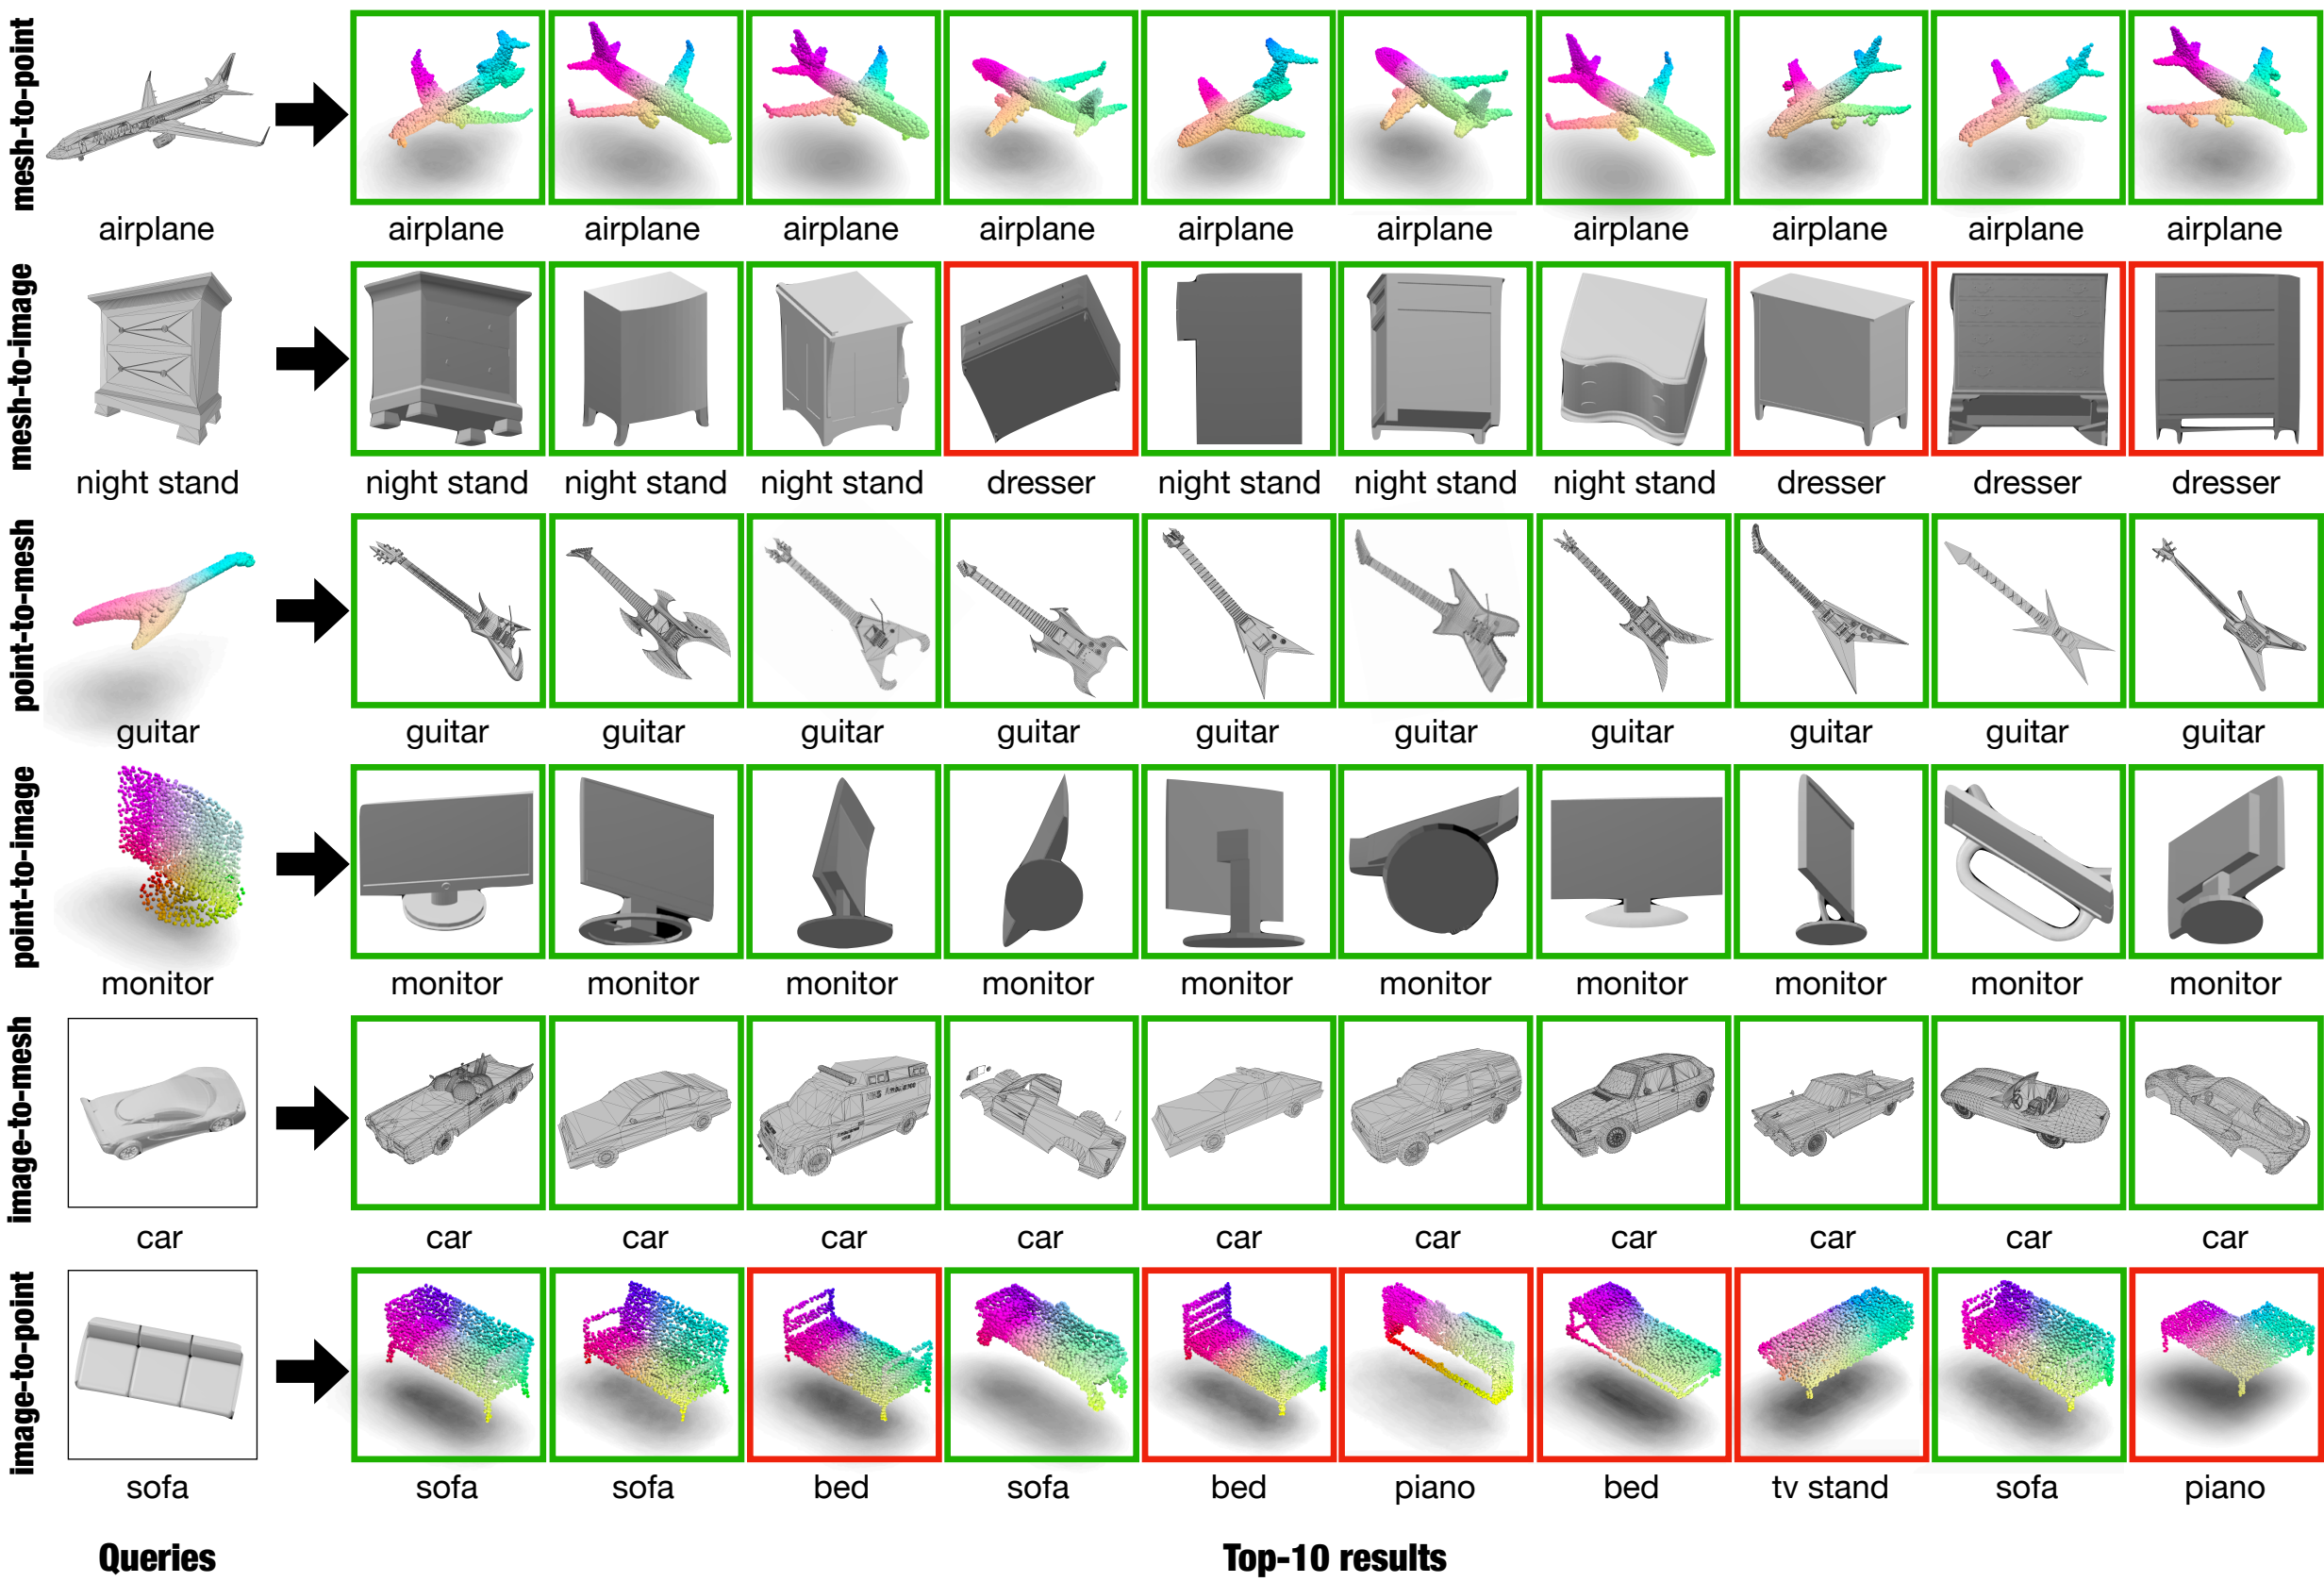 mesh-to-point
airplane airplane airplane airplane airplane airplane airplane airplane airplane airplane airplane
mesh-to-image
night stand night stand night stand night stand dresser night stand night stand night stand dresser dresser dresser
point-to-mesh
guitar guitar guitar guitar guitar guitar guitar guitar guitar guitar guitar
point-to-image
monitor monitor monitor monitor monitor monitor monitor monitor monitor monitor monitor
image-to-mesh
car car car car car car car car car car car
image-to-point
sofa sofa sofa bed sofa bed piano bed tv stand sofa piano
Queries Top-10 results